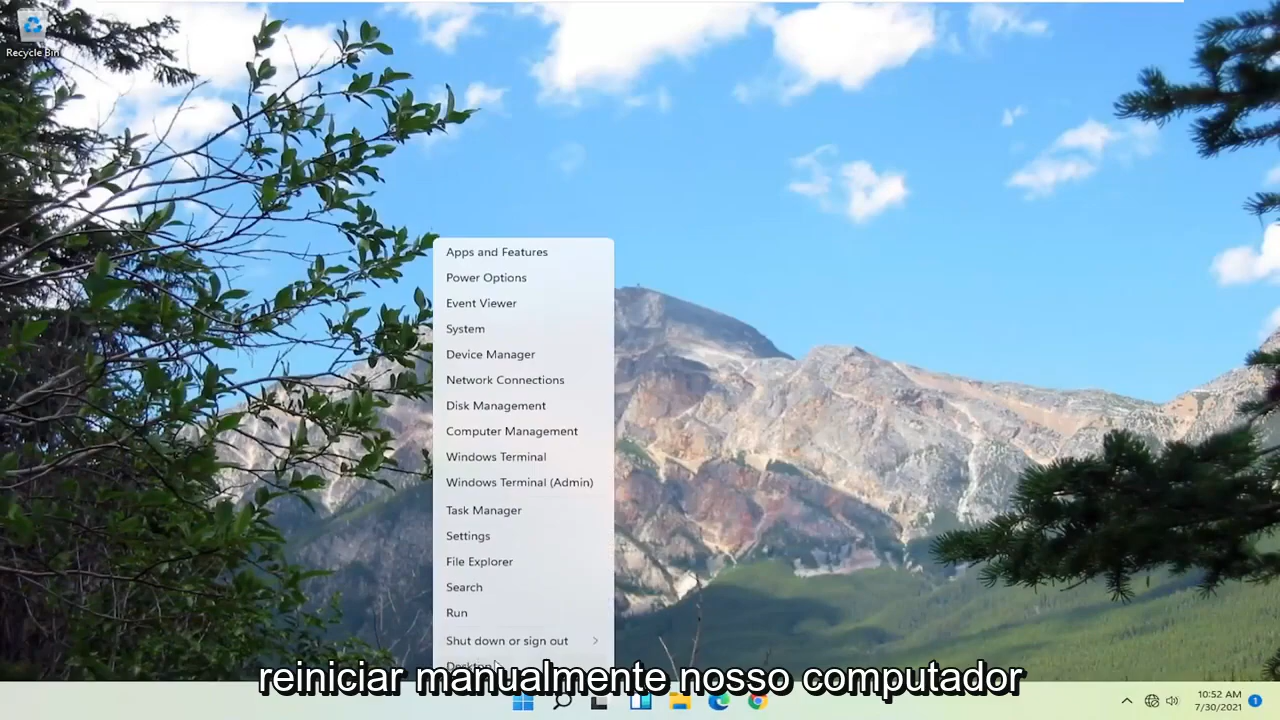 Recycle Bin
Apps and Features
Power Options
Event Viewer
System
Device Manager
Network Connections
Disk Management
Computer Management
Windows Terminal
Windows Terminal (Admin)
Task Manager
Settings
File Explorer
Search
Run
Shut down or sign out
Desktop
reiniciar manualmente nosso computador
10:52 AM
7/30/2021
1